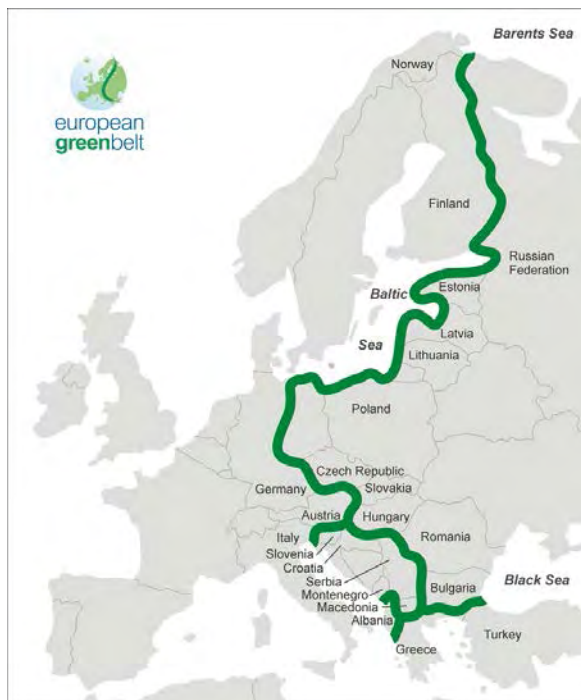 Barents Sea
Norway
european
greenbelt
Finland
Russian
Federation
Baltic
Estonia
Sea
Latvia
Lithuania
Poland
Czech Republic
Germany
Slovakia
Austria
Hungary
Italy
Romania
Slovenia
Croatia
Serbia
Black Sea
Montenegro
Bulgaria
Macedonia
Albania
Turkey
Greece